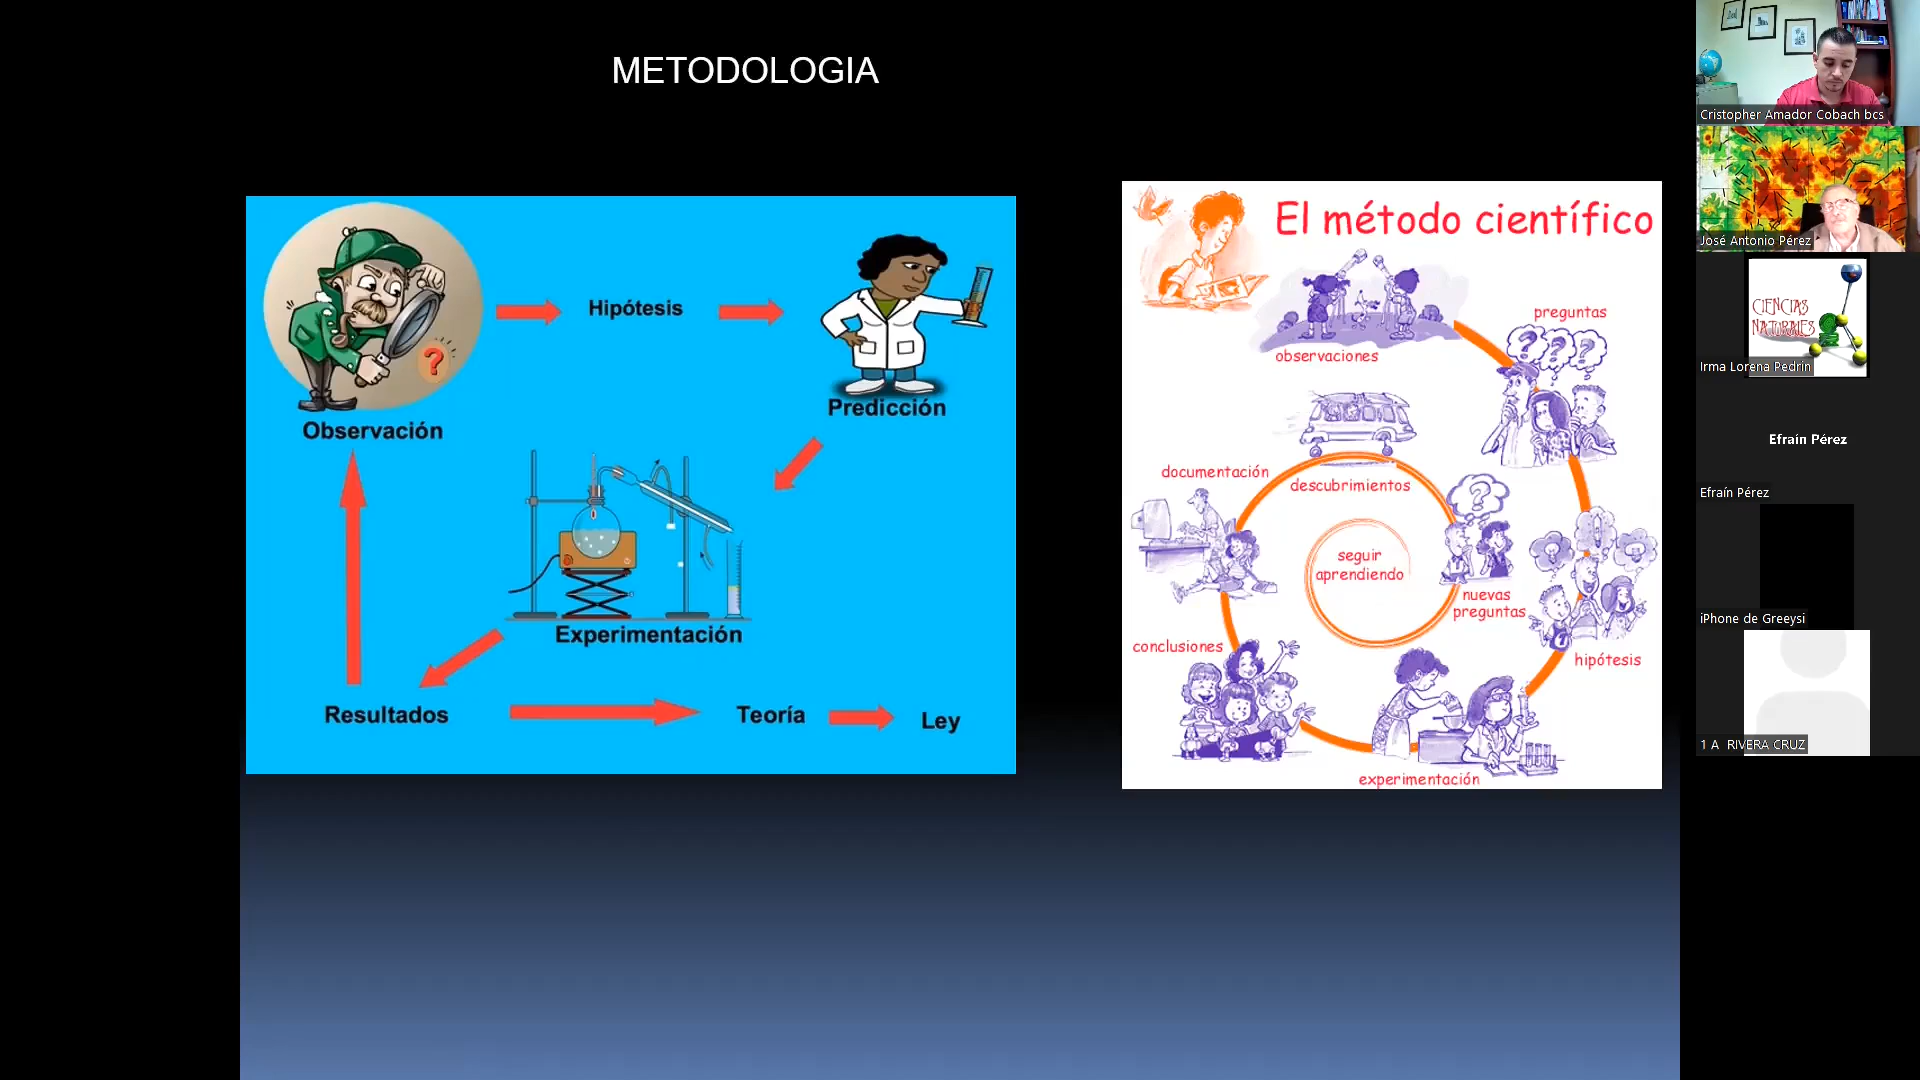 METODOLOGIA
Hipótesis
Predicción
Observación
Experimentación
Resultados
Teoría
Ley
El método científico
preguntas
observaciones
documentación
descubrimientos
seguir
aprendiendo
nuevas
preguntas
conclusiones
hipótesis
experimentación
Cristopher Amador Cobach bcs
José Antonio Pérez
CIENCIAS
NATURALES
Irma Lorena Pedrin
Efraín Pérez
Efraín Pérez
iPhone de Greeysi
1 A RIVERA CRUZ